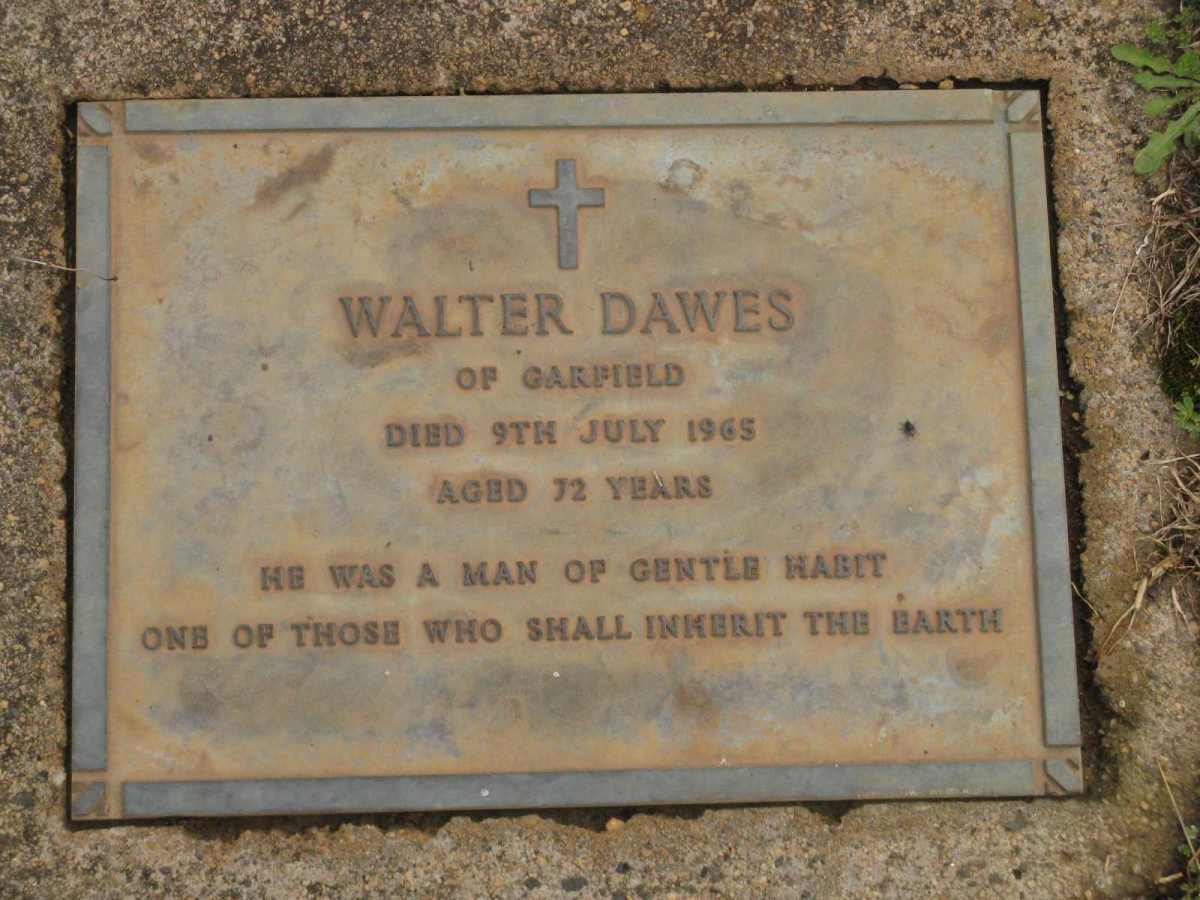 WALTER DAWES
OF GARFIELD
DIED 9TH JULY 1965
AGED 72 YEARS
HE WAS A MAN OF GENTLE HABIT
ONE OF THOSE WHO SHALL INHERIT THE EARTH